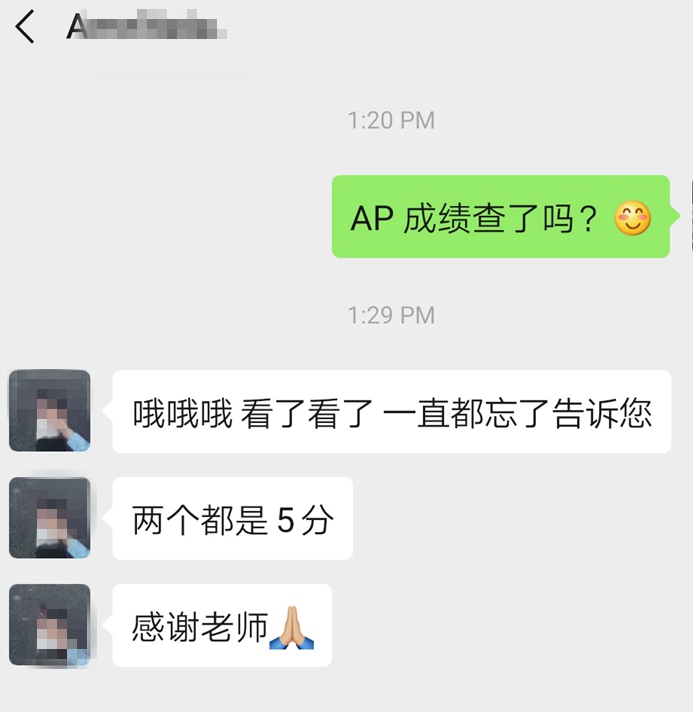 A
1:20 PM
AP 成绩查了吗？😊
1:29 PM
哦哦哦 看了看了 一直都忘了告诉您
两个都是 5 分
感谢老师🙏🏼